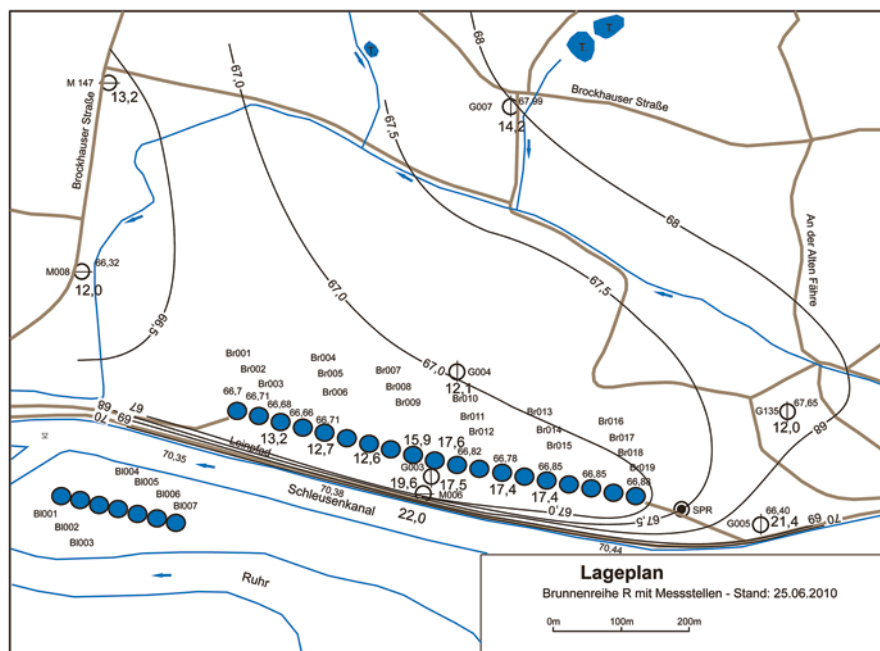 68
T.
T
T
67,0
M 147
13,2
67,5
G007
67,99
14,2
Brockhauser Straße
Brockhauser Straße
68
An der Alten Fähre
M008
66,32
12,0
67,0
67,5
66,5
Br001
Br002
Br003
Br004
Br005
Br006
Br007
Br008
Br009
67,0
G004
12,1
Br010
Br011
Br012
Br013
Br014
Br015
Br016
Br017
Br018
Br019
G135
67,65
12,0
68
66,7
66,71
66,68
66,66
66,71
67
68
69
70
13,2
12,7
12,6
15,9
17,6
66,82
66,78
66,85
66,85
66,88
Leinpfad
G003
17,5
17,4
17,4
19,6
M006
67,0
67,5
SPR
G005
66,40
21,4
69
70
70,35
70,38
Schleusenkanal
22,0
70,44
Bl004
Bl005
Bl006
Bl007
Bl001
Bl002
Bl003
Ruhr
Lageplan
Brunnenreihe R mit Messstellen - Stand: 25.06.2010
0m 100m 200m